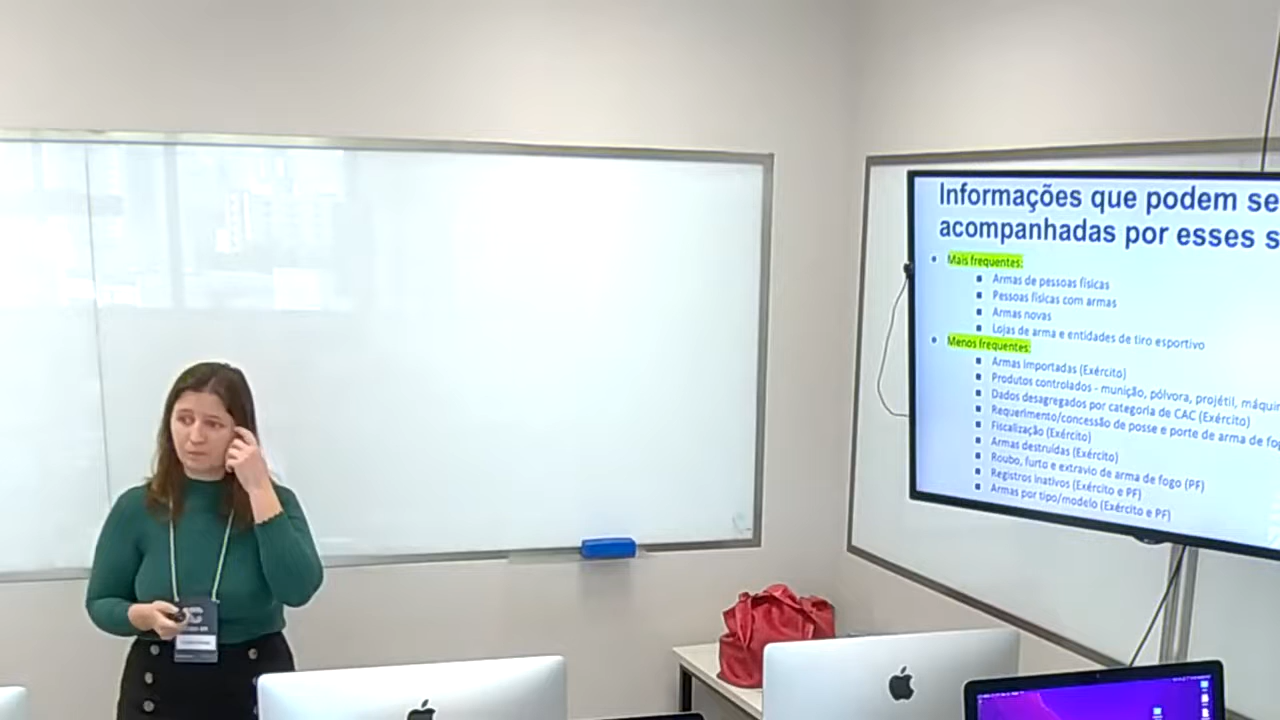 Informações que podem se
acompanhadas por esses s
Mais frequentes:
Armas de pessoas físicas
Pessoas físicas com armas
Armas novas
Lojas de arma e entidades de tiro esportivo
Menos frequentes:
Armas importadas (Exército)
Produtos controlados - munição, pólvora, projétil, máquin
Dados desagregados por categoria de CAC (Exército)
Requerimento/concessão de posse e porte de arma de fog
Fiscalização (Exército)
Armas destruídas (Exército)
Roubo, furto e extravio de arma de fogo (PF)
Registros inativos (Exército e PF)
Armas por tipo/modelo (Exército e PF)